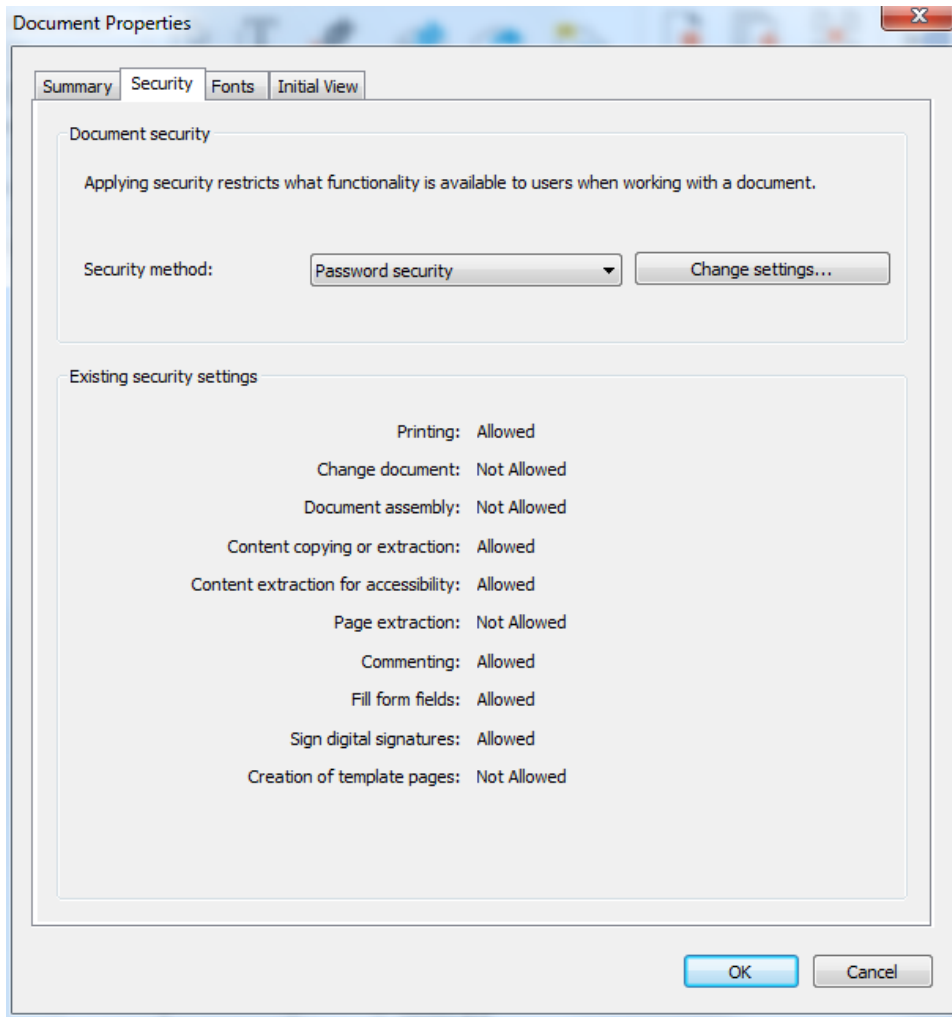 Document Properties
Summary Security Fonts Initial View
Document security
Applying security restricts what functionality is available to users when working with a document.
Security method: Password security Change settings...
Existing security settings
Printing: Allowed
Change document: Not Allowed
Document assembly: Not Allowed
Content copying or extraction: Allowed
Content extraction for accessibility: Allowed
Page extraction: Not Allowed
Commenting: Allowed
Fill form fields: Allowed
Sign digital signatures: Allowed
Creation of template pages: Not Allowed
OK Cancel